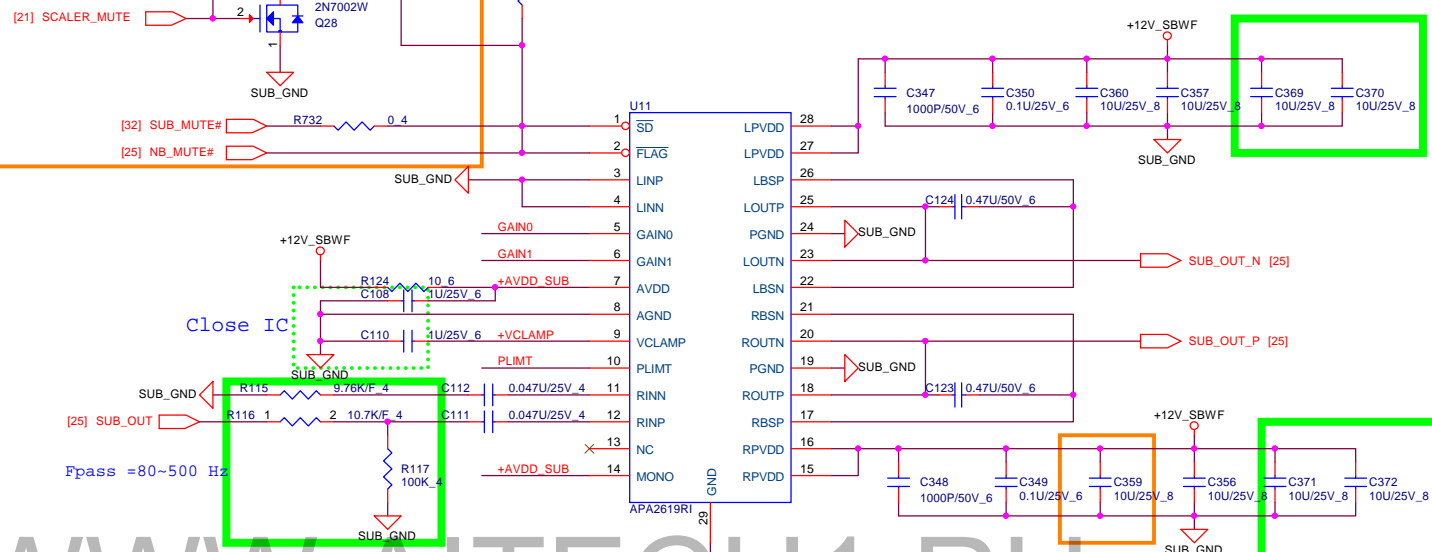 [21] SCALER_MUTE
2
2N7002W
Q28
1
SUB_GND
[32] SUB_MUTE#
R732
0_4
[25] NB_MUTE#
SUB_GND
GAIN0
GAIN1
+12V_SBWF
R124
10_6
+AVDD_SUB
C108
1U/25V_6
Close IC
C110
1U/25V_6
+VCLAMP
SUB_GND
PLIMT
SUB_GND
R115
9.76K/F_4
C112
0.047U/25V_4
[25] SUB_OUT
R116
1
2
10.7K/F_4
C111
0.047U/25V_4
Fpass =80~500 Hz
R117
100K_4
+AVDD_SUB
SUB_GND
U11
1 SD LPVDD 28
2 FLAG LPVDD 27
3 LINP LBSP 26
4 LINN LOUTP 25
5 GAIN0 PGND 24
6 GAIN1 LOUTN 23
7 AVDD LBSN 22
8 AGND RBSN 21
9 VCLAMP ROUTN 20
10 PLIMT PGND 19
11 RINN ROUTP 18
12 RINP RBSP 17
13 NC RPVDD 16
14 MONO RPVDD 15
GND
29
APA2619RI
+12V_SBWF
C347
1000P/50V_6
C350
0.1U/25V_6
C360
10U/25V_8
C357
10U/25V_8
C369
10U/25V_8
C370
10U/25V_8
SUB_GND
C124
0.47U/50V_6
SUB_GND
SUB_OUT_N [25]
SUB_OUT_P [25]
SUB_GND
C123
0.47U/50V_6
+12V_SBWF
C348
1000P/50V_6
C349
0.1U/25V_6
C359
10U/25V_8
C356
10U/25V_8
C371
10U/25V_8
C372
10U/25V_8
SUB_GND